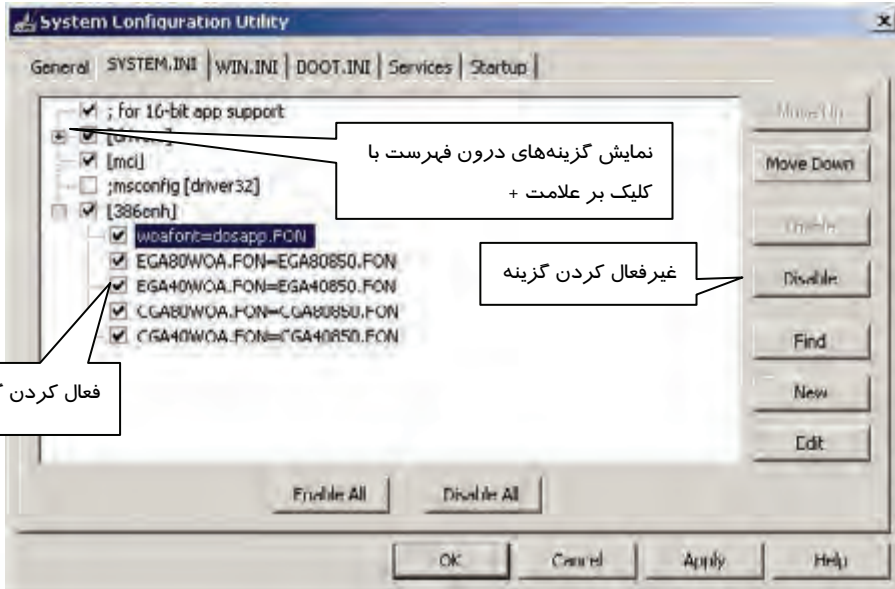 System Configuration Utility
General SYSTEM.INI WIN.INI BOOT.INI Services Startup
; for 16-bit app support
[drivers]
[mci]
;msconfig [driver32]
[386enh]
woafont=dosapp.FON
EGA80WOA.FON=EGA80850.FON
EGA40WOA.FON=EGA40850.FON
CGA80WOA.FON=CGA80850.FON
CGA40WOA.FON=CGA40850.FON
نمایش گزینه‌های درون فهرست با
کلیک بر علامت +
غیرفعال کردن گزینه
فعال کردن
Move Up
Move Down
Enable
Disable
Find
New
Edit
Enable All Disable All
OK Cancel Apply Help